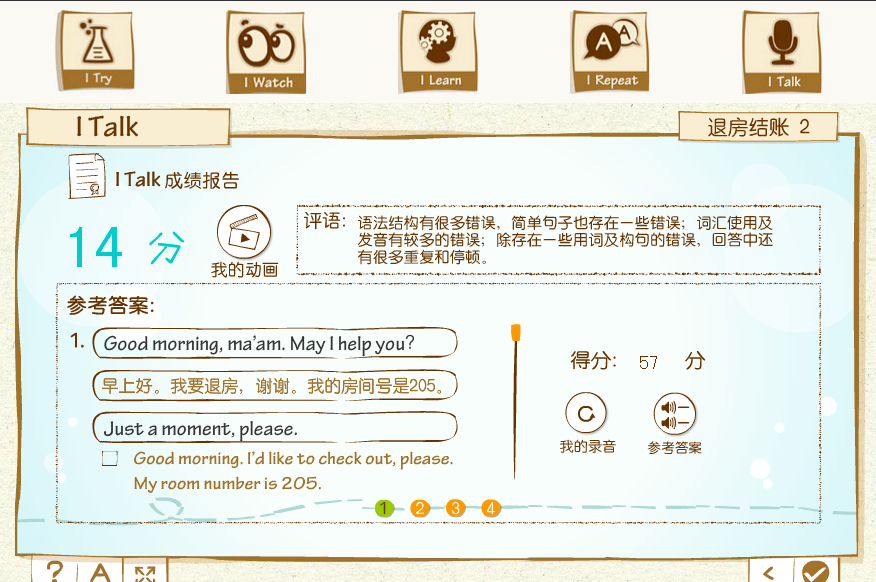 I Try
I Watch
I Learn
I Repeat
I Talk
I Talk
退房结账 2
I Talk 成绩报告
14 分
我的动画
评语: 语法结构有很多错误，简单句子也存在一些错误；词汇使用及
发音有较多的错误；除存在一些用词及构句的错误，回答中还
有很多重复和停顿。
参考答案:
1. Good morning, ma'am. May I help you?
早上好。我要退房，谢谢。我的房间号是205。
Just a moment, please.
Good morning. I'd like to check out, please.
My room number is 205.
得分: 57 分
我的录音
参考答案
1 2 3 4
? A <